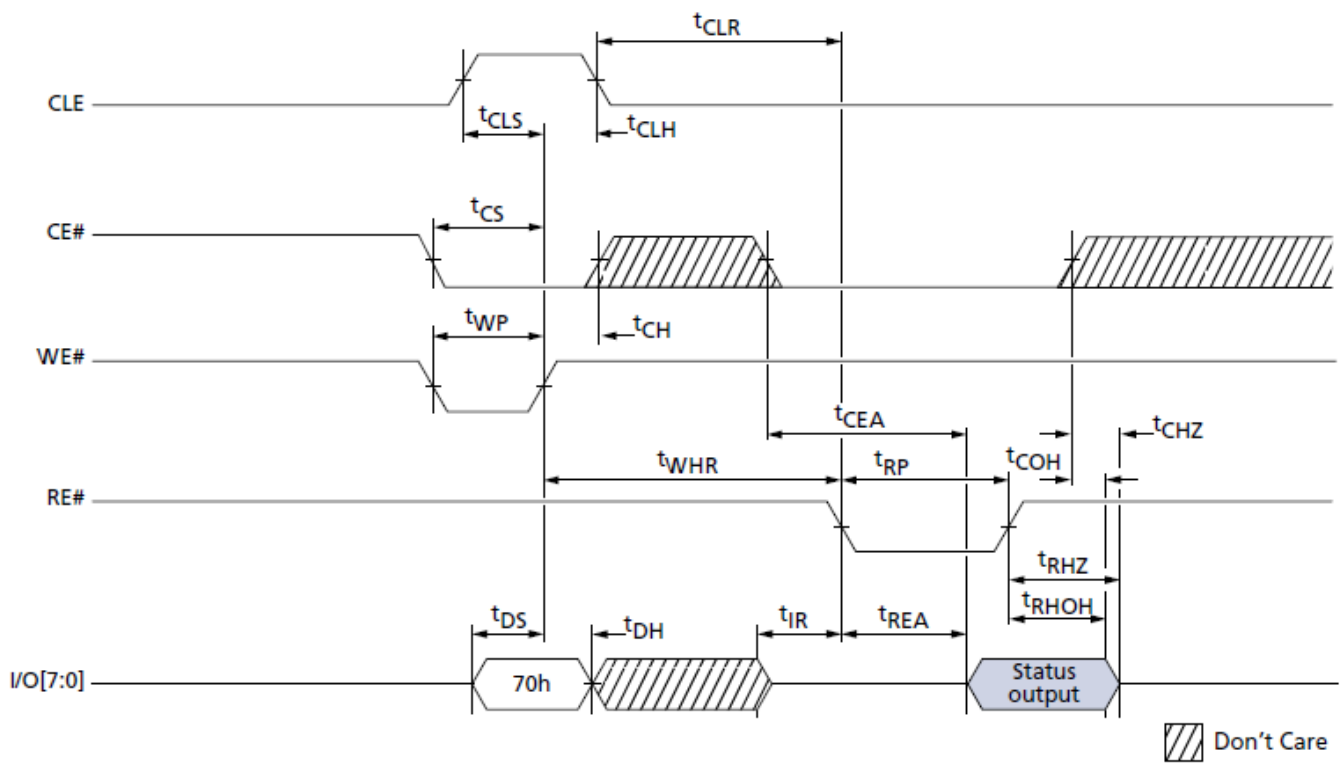 tCLR
CLE
tCLS
tCLH
tCS
CE#
tWP
tCH
WE#
tCEA
tCHZ
tWHR
tRP
tCOH
RE#
tRHZ
tDS
tDH
tIR
tREA
tRHOH
I/O[7:0]
70h
Status
output
Don't Care